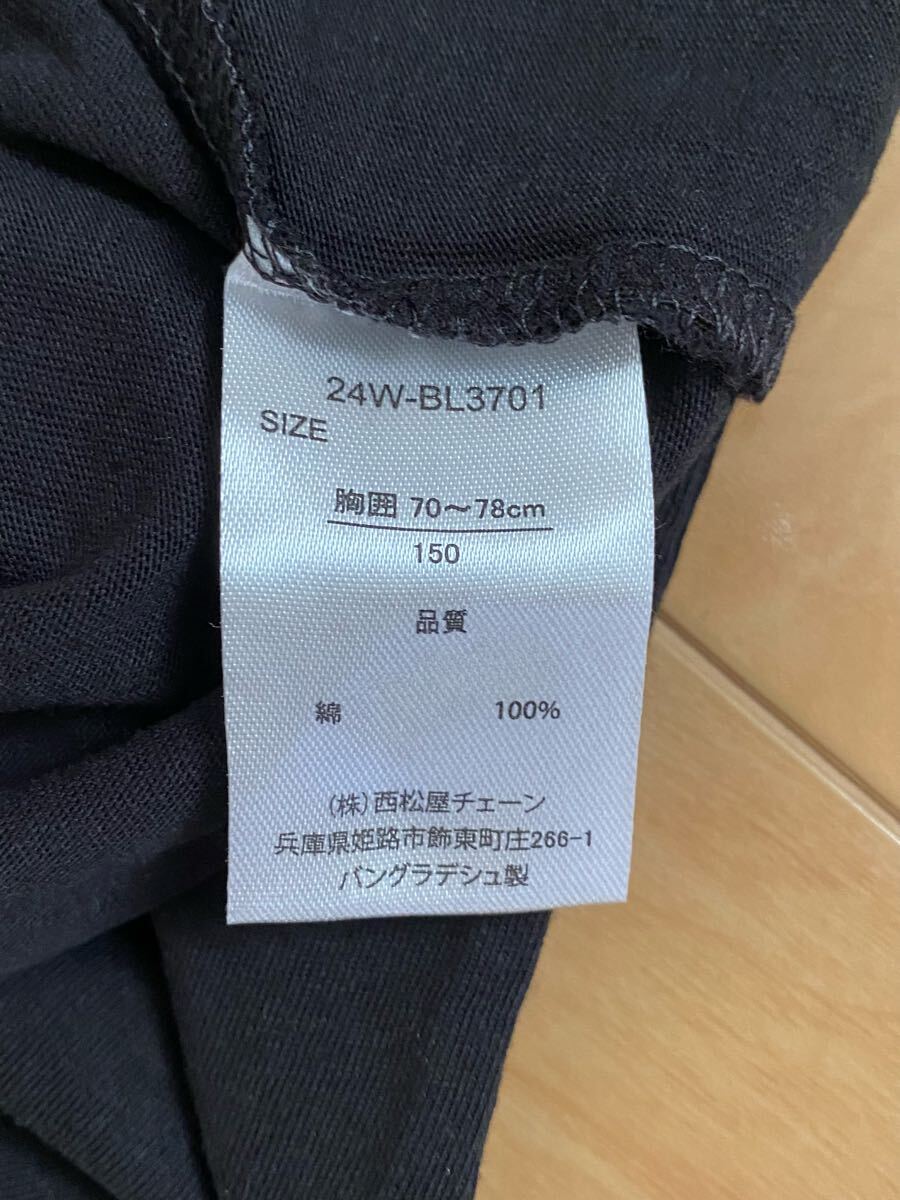 24W-BL3701
SIZE
胸囲 70〜78cm
150
品質
綿 100%
(株)西松屋チェーン
兵庫県姫路市飾東町庄266-1
バングラデシュ製